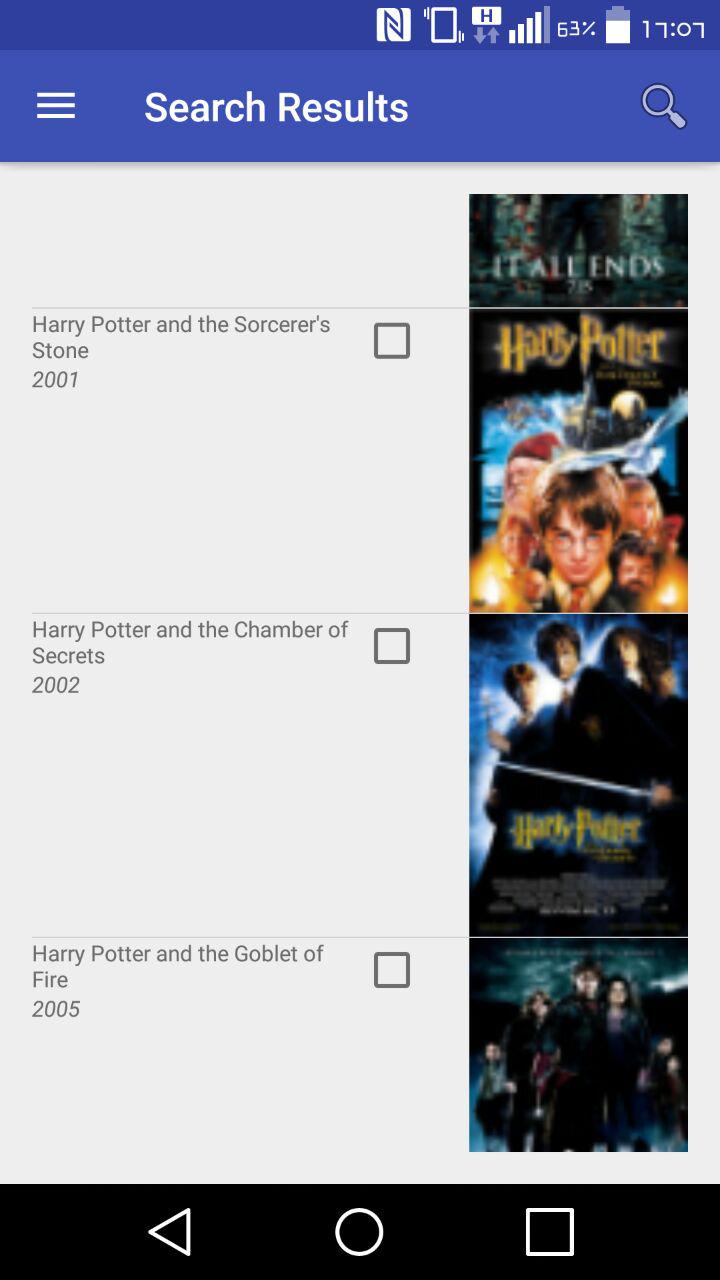 H
63%
17:07
Search Results
IT ALL ENDS
7.15
Harry Potter and the Sorcerer's
Stone
2001
Harry Potter
Harry Potter and the Chamber of
Secrets
2002
Harry Potter
Harry Potter and the Goblet of
Fire
2005